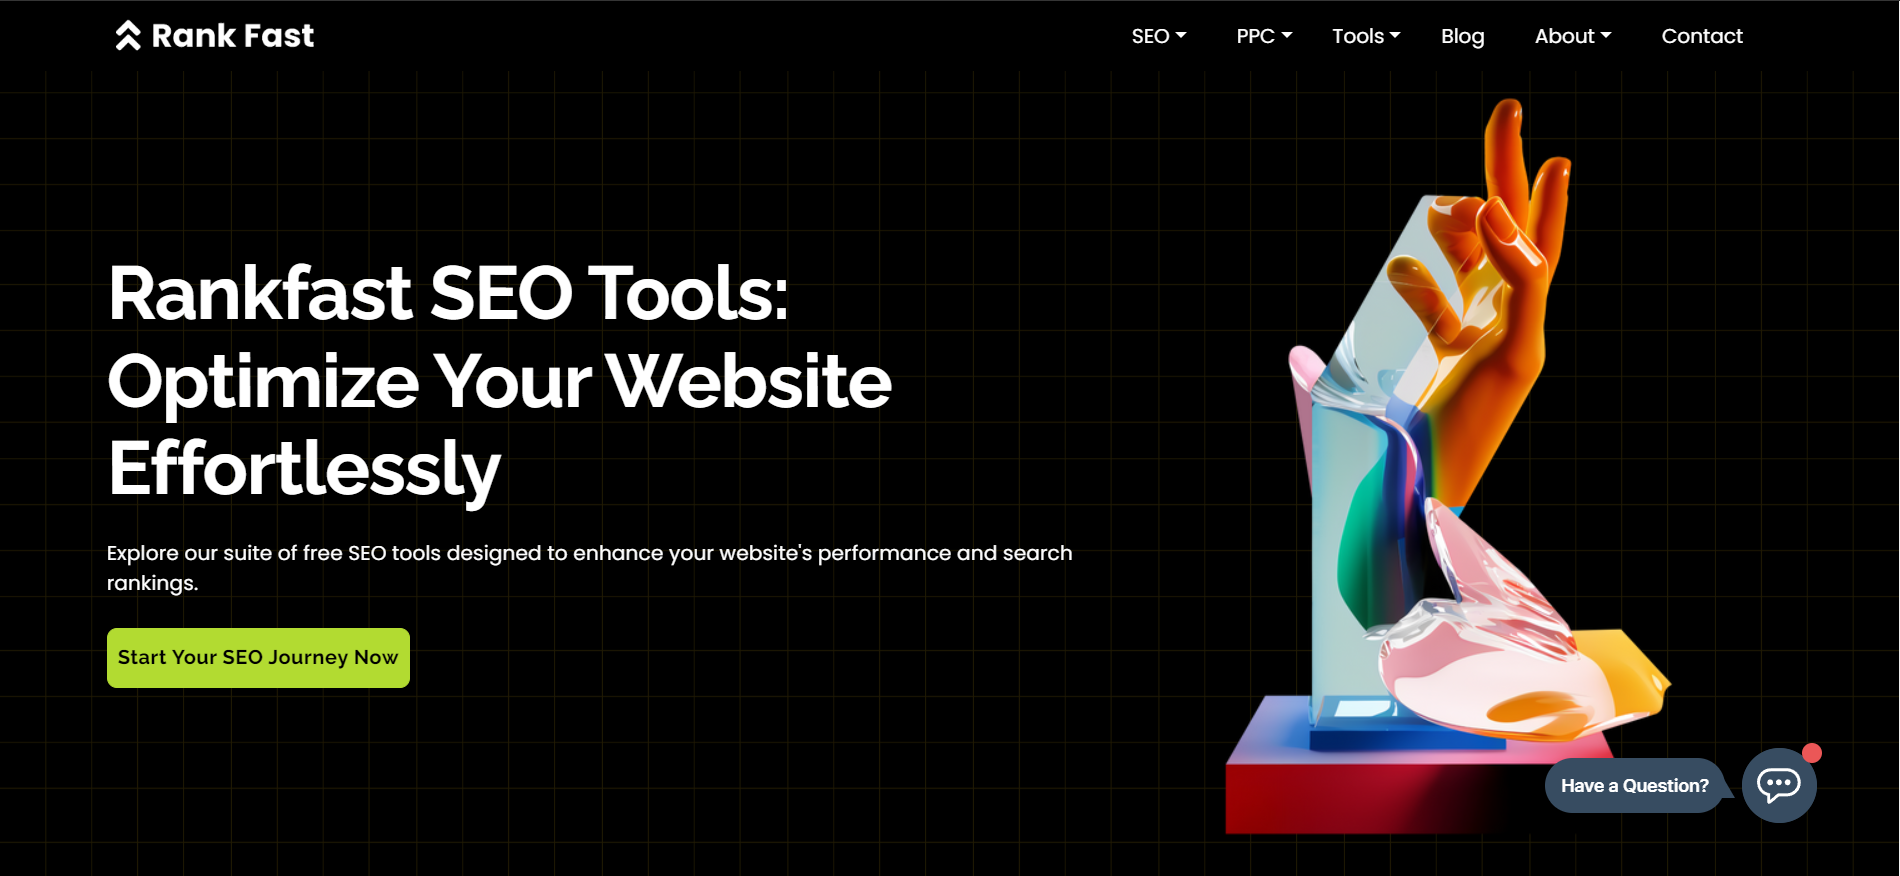 Rank Fast
SEO
PPC
Tools
Blog
About
Contact
Rankfast SEO Tools:
Optimize Your Website
Effortlessly
Explore our suite of free SEO tools designed to enhance your website's performance and search
rankings.
Start Your SEO Journey Now
Have a Question?